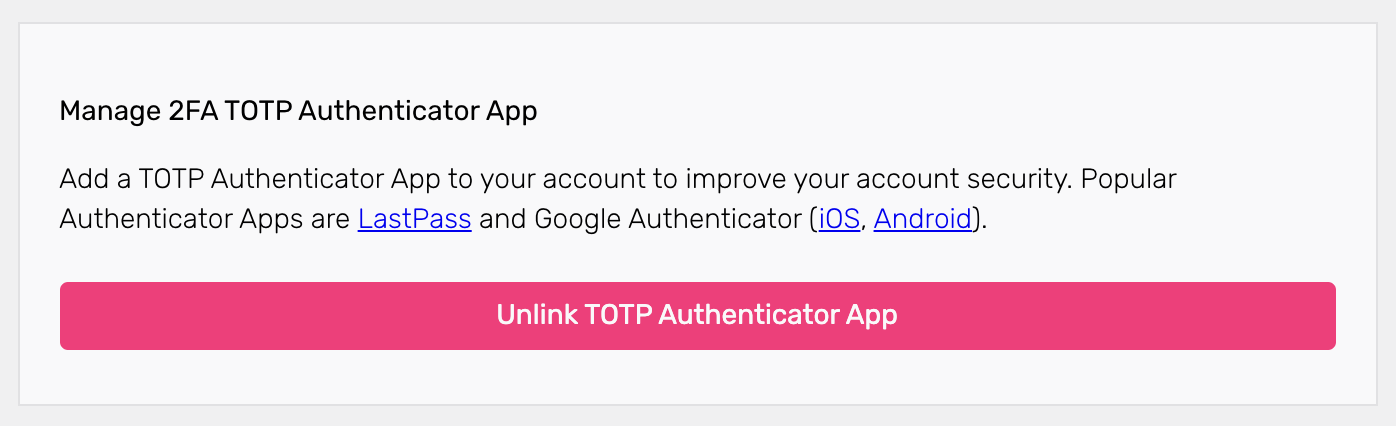 Manage 2FA TOTP Authenticator App
Add a TOTP Authenticator App to your account to improve your account security. Popular
Authenticator Apps are LastPass and Google Authenticator (iOS, Android).
Unlink TOTP Authenticator App